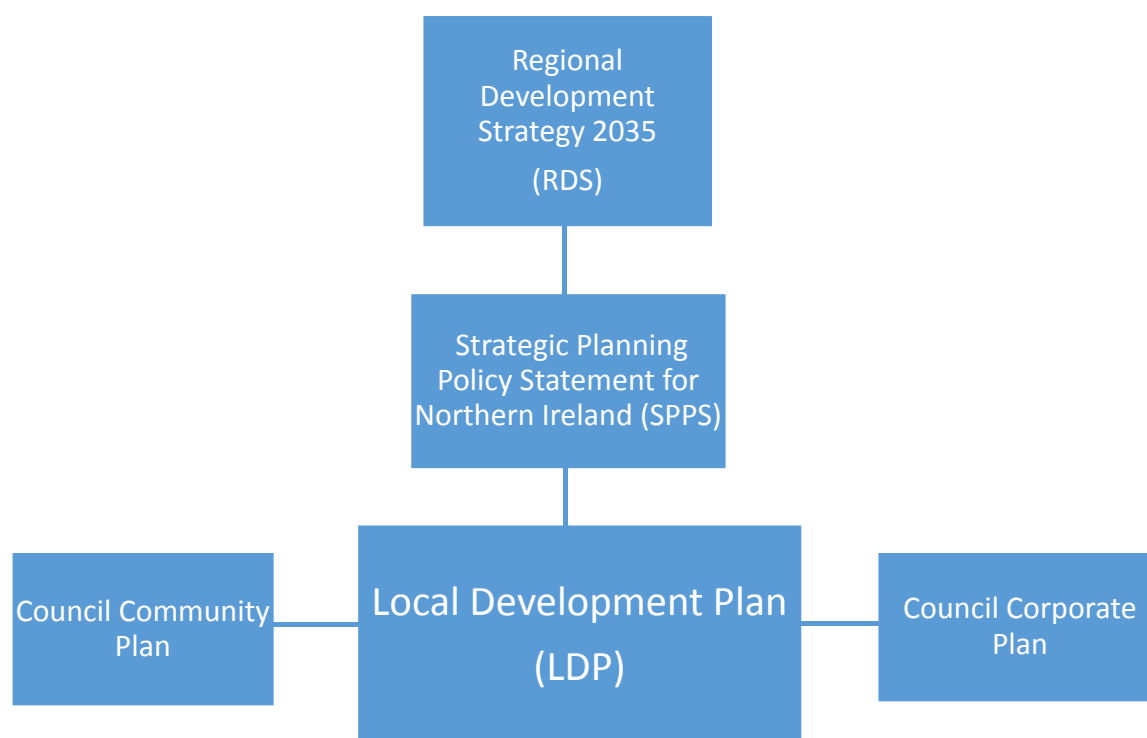 Regional
Development
Strategy 2035
(RDS)
Strategic Planning
Policy Statement for
Northern Ireland (SPPS)
Council Community
Plan
Local Development Plan
(LDP)
Council Corporate
Plan